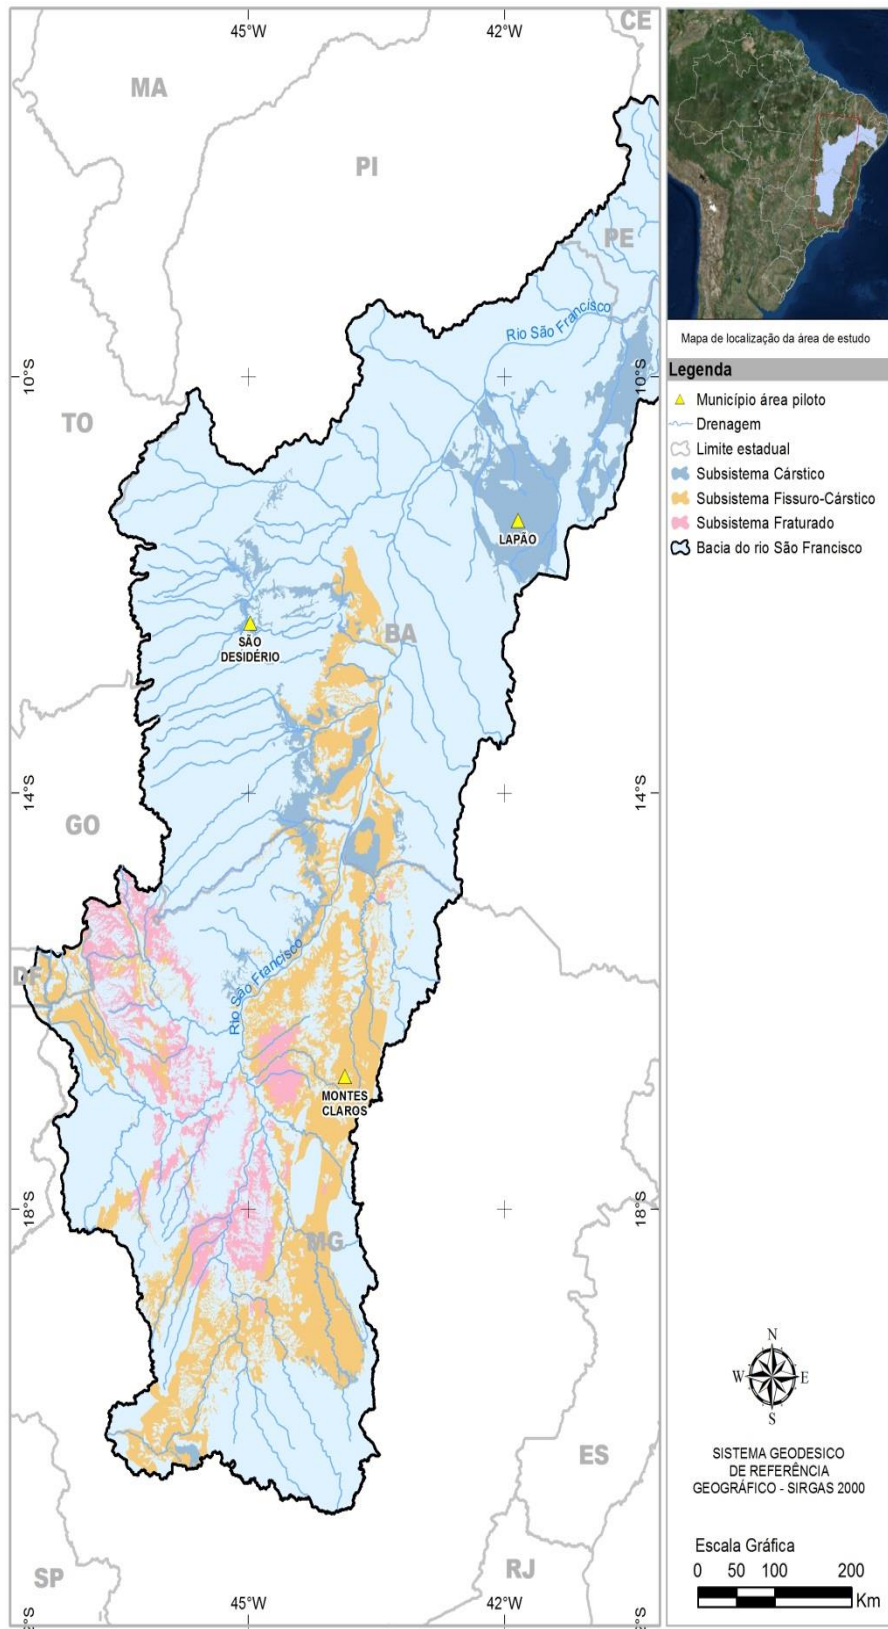 45°W
42°W
CE
MA
PI
PE
Rio São Francisco
10°S
10°S
TO
LAPÃO
BA
SÃO
DESIDÉRIO
14°S
14°S
GO
DF
Rio São Francisco
MONTES
CLAROS
18°S
18°S
MG
ES
SP
RJ
45°W
42°W
Mapa de localização da área de estudo
Legenda
Município área piloto
Drenagem
Limite estadual
Subsistema Cárstico
Subsistema Fissuro-Cárstico
Subsistema Fraturado
Bacia do rio São Francisco
N
W
E
S
SISTEMA GEODESICO
DE REFERÊNCIA
GEOGRÁFICO - SIRGAS 2000
Escala Gráfica
0 50 100 200
Km